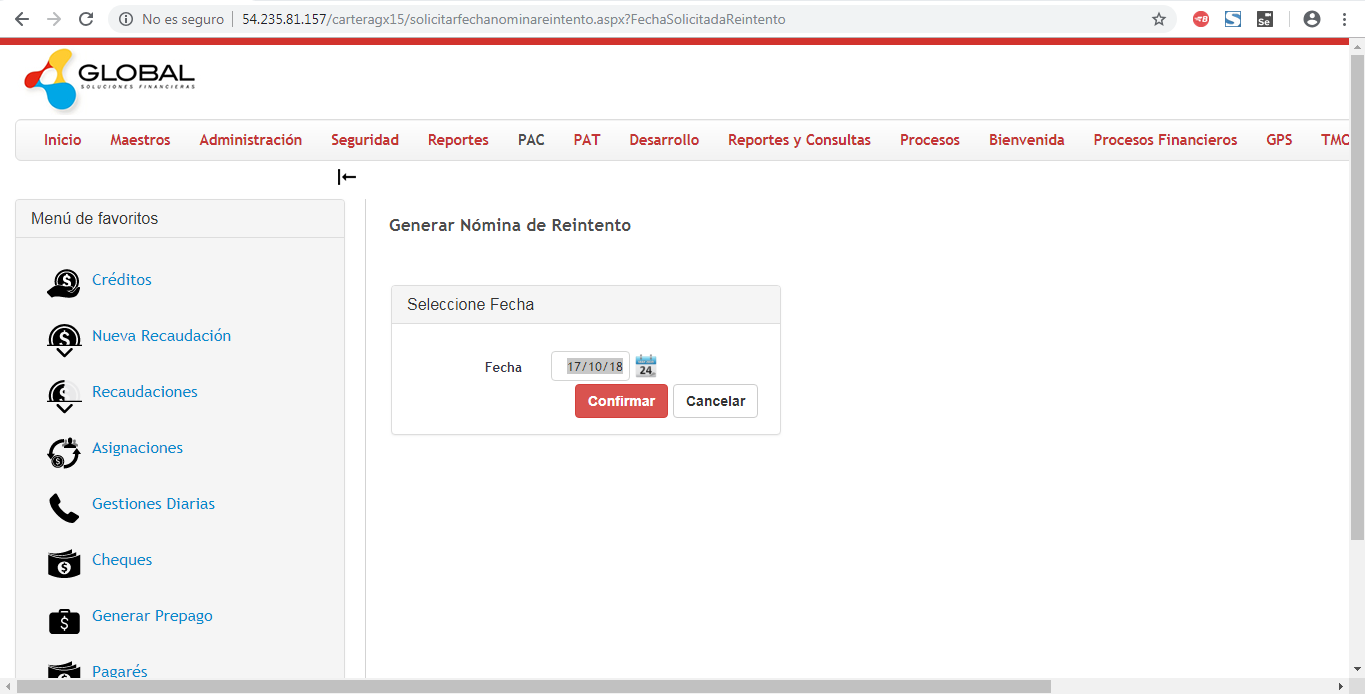 No es seguro 54.235.81.157/carteragx15/solicitarfechanominareintento.aspx?FechaSolicitadaReintento
GLOBAL
SOLUCIONES FINANCIERAS
Inicio Maestros Administración Seguridad Reportes PAC PAT Desarrollo Reportes y Consultas Procesos Bienvenida Procesos Financieros GPS TMO
Menú de favoritos
Créditos
Nueva Recaudación
Recaudaciones
Asignaciones
Gestiones Diarias
Cheques
Generar Prepago
Pagarés
Generar Nómina de Reintento
Seleccione Fecha
Fecha 17/10/18 24
Confirmar Cancelar